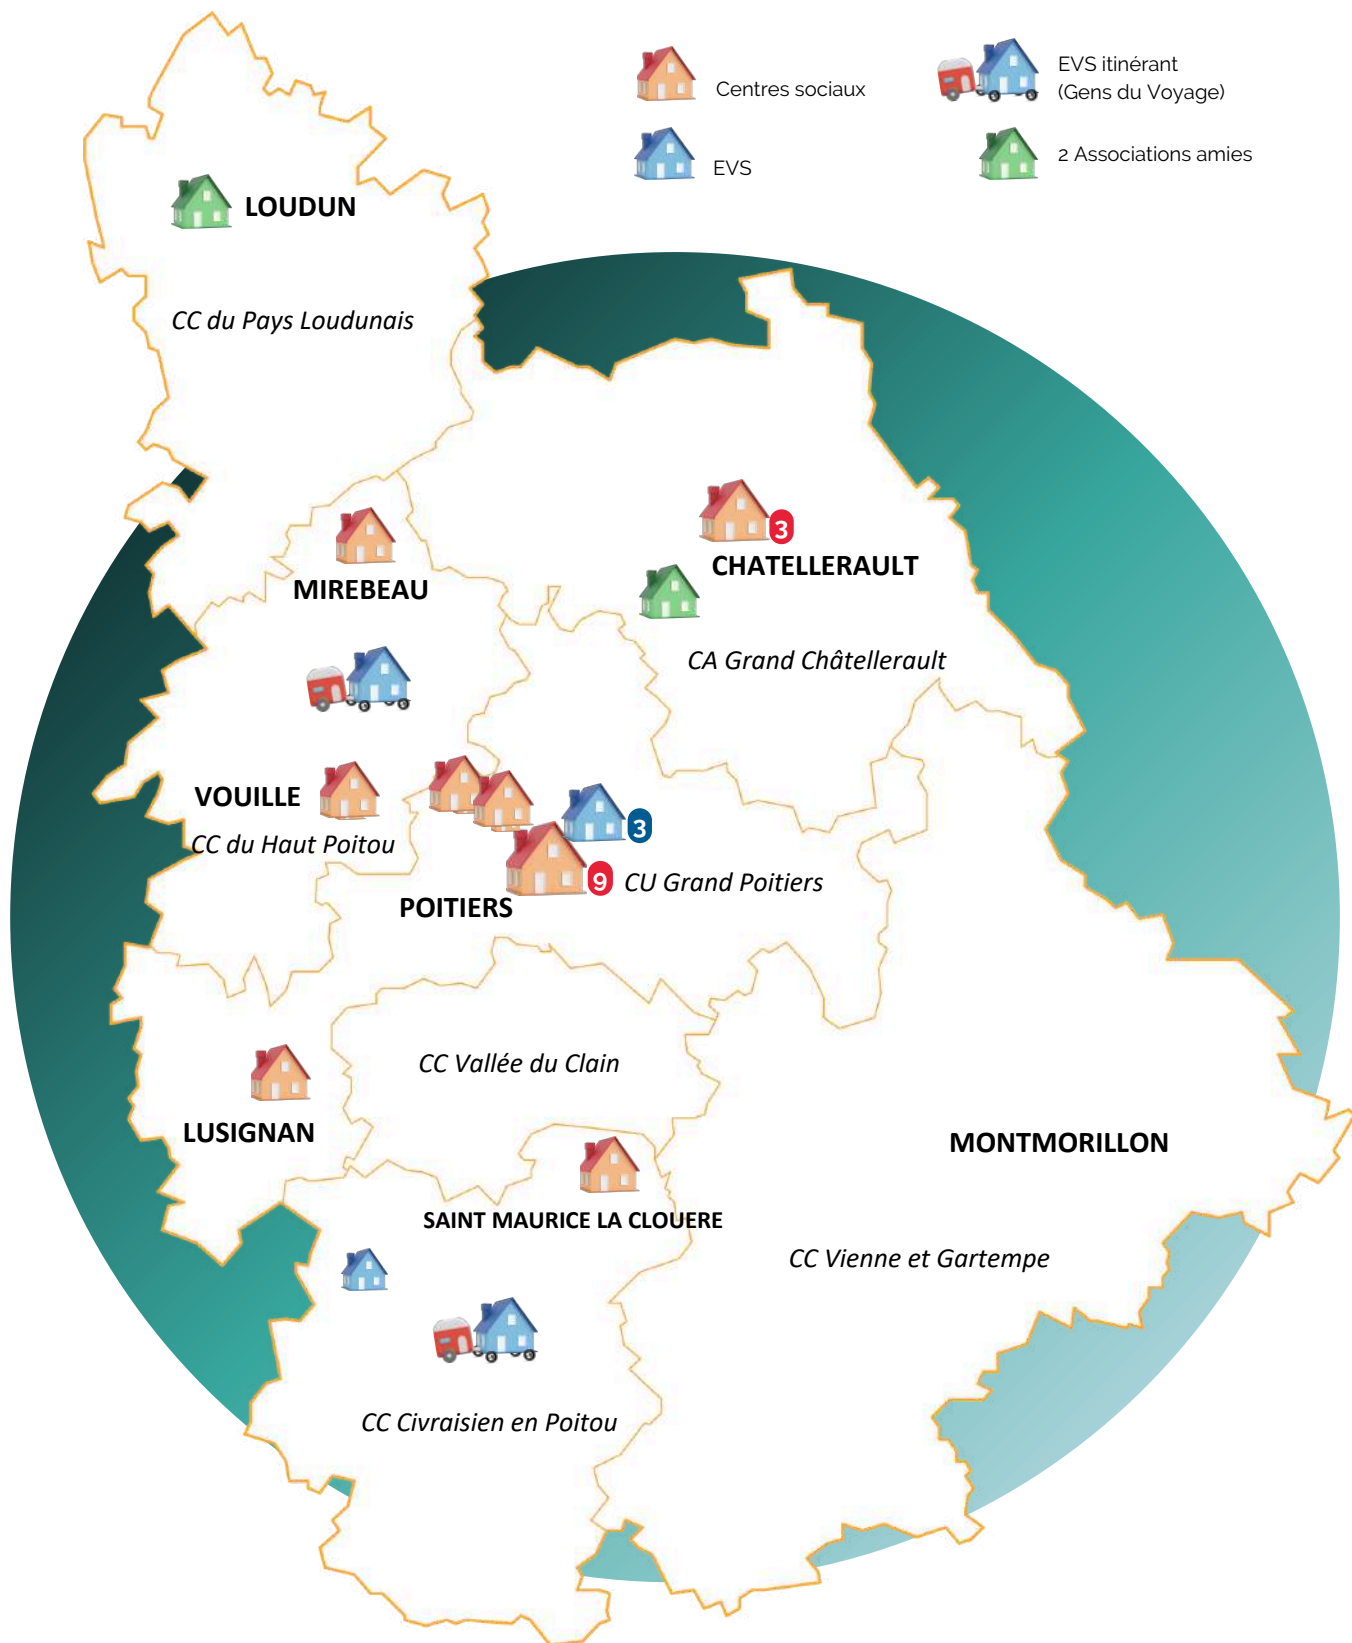 Centres sociaux
EVS itinérant
(Gens du Voyage)
EVS
2 Associations amies
LOUDUN
CC du Pays Loudunais
3
CHATELLERAULT
MIREBEAU
CA Grand Châtellerault
VOUILLE
3
CC du Haut Poitou
9
CU Grand Poitiers
POITIERS
CC Vallée du Clain
LUSIGNAN
MONTMORILLON
SAINT MAURICE LA CLOUERE
CC Vienne et Gartempe
CC Civraisien en Poitou